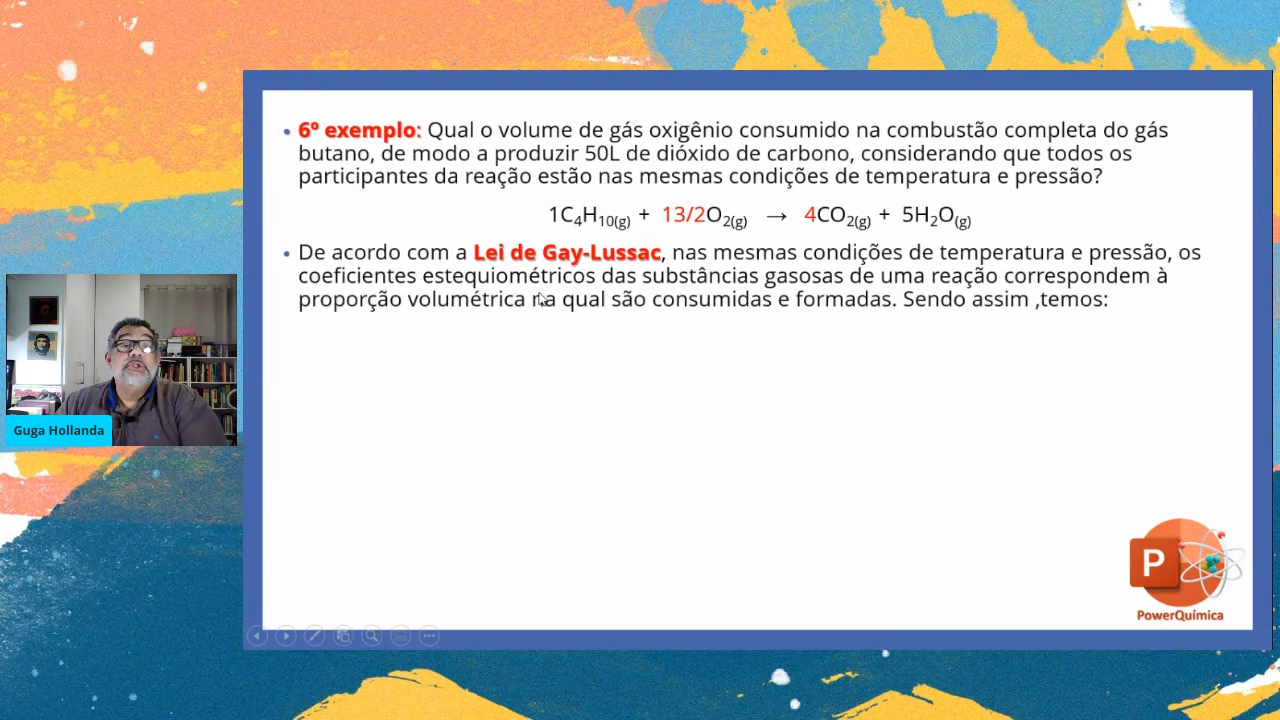 6º exemplo: Qual o volume de gás oxigênio consumido na combustão completa do gás
butano, de modo a produzir 50L de dióxido de carbono, considerando que todos os
participantes da reação estão nas mesmas condições de temperatura e pressão?
1C₄H₁₀(g) + 13/2O₂(g) → 4CO₂(g) + 5H₂O(g)
De acordo com a Lei de Gay-Lussac, nas mesmas condições de temperatura e pressão, os
coeficientes estequiométricos das substâncias gasosas de uma reação correspondem à
proporção volumétrica na qual são consumidas e formadas. Sendo assim ,temos:
Guga Hollanda
P
PowerQuímica